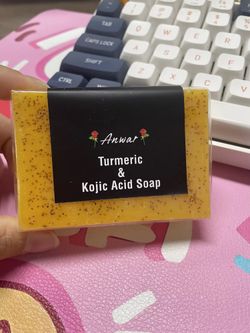 TAB
CAPS LOCK
SHIFT
CTRL
Anwar
Turmeric
&
Kojic Acid Soap